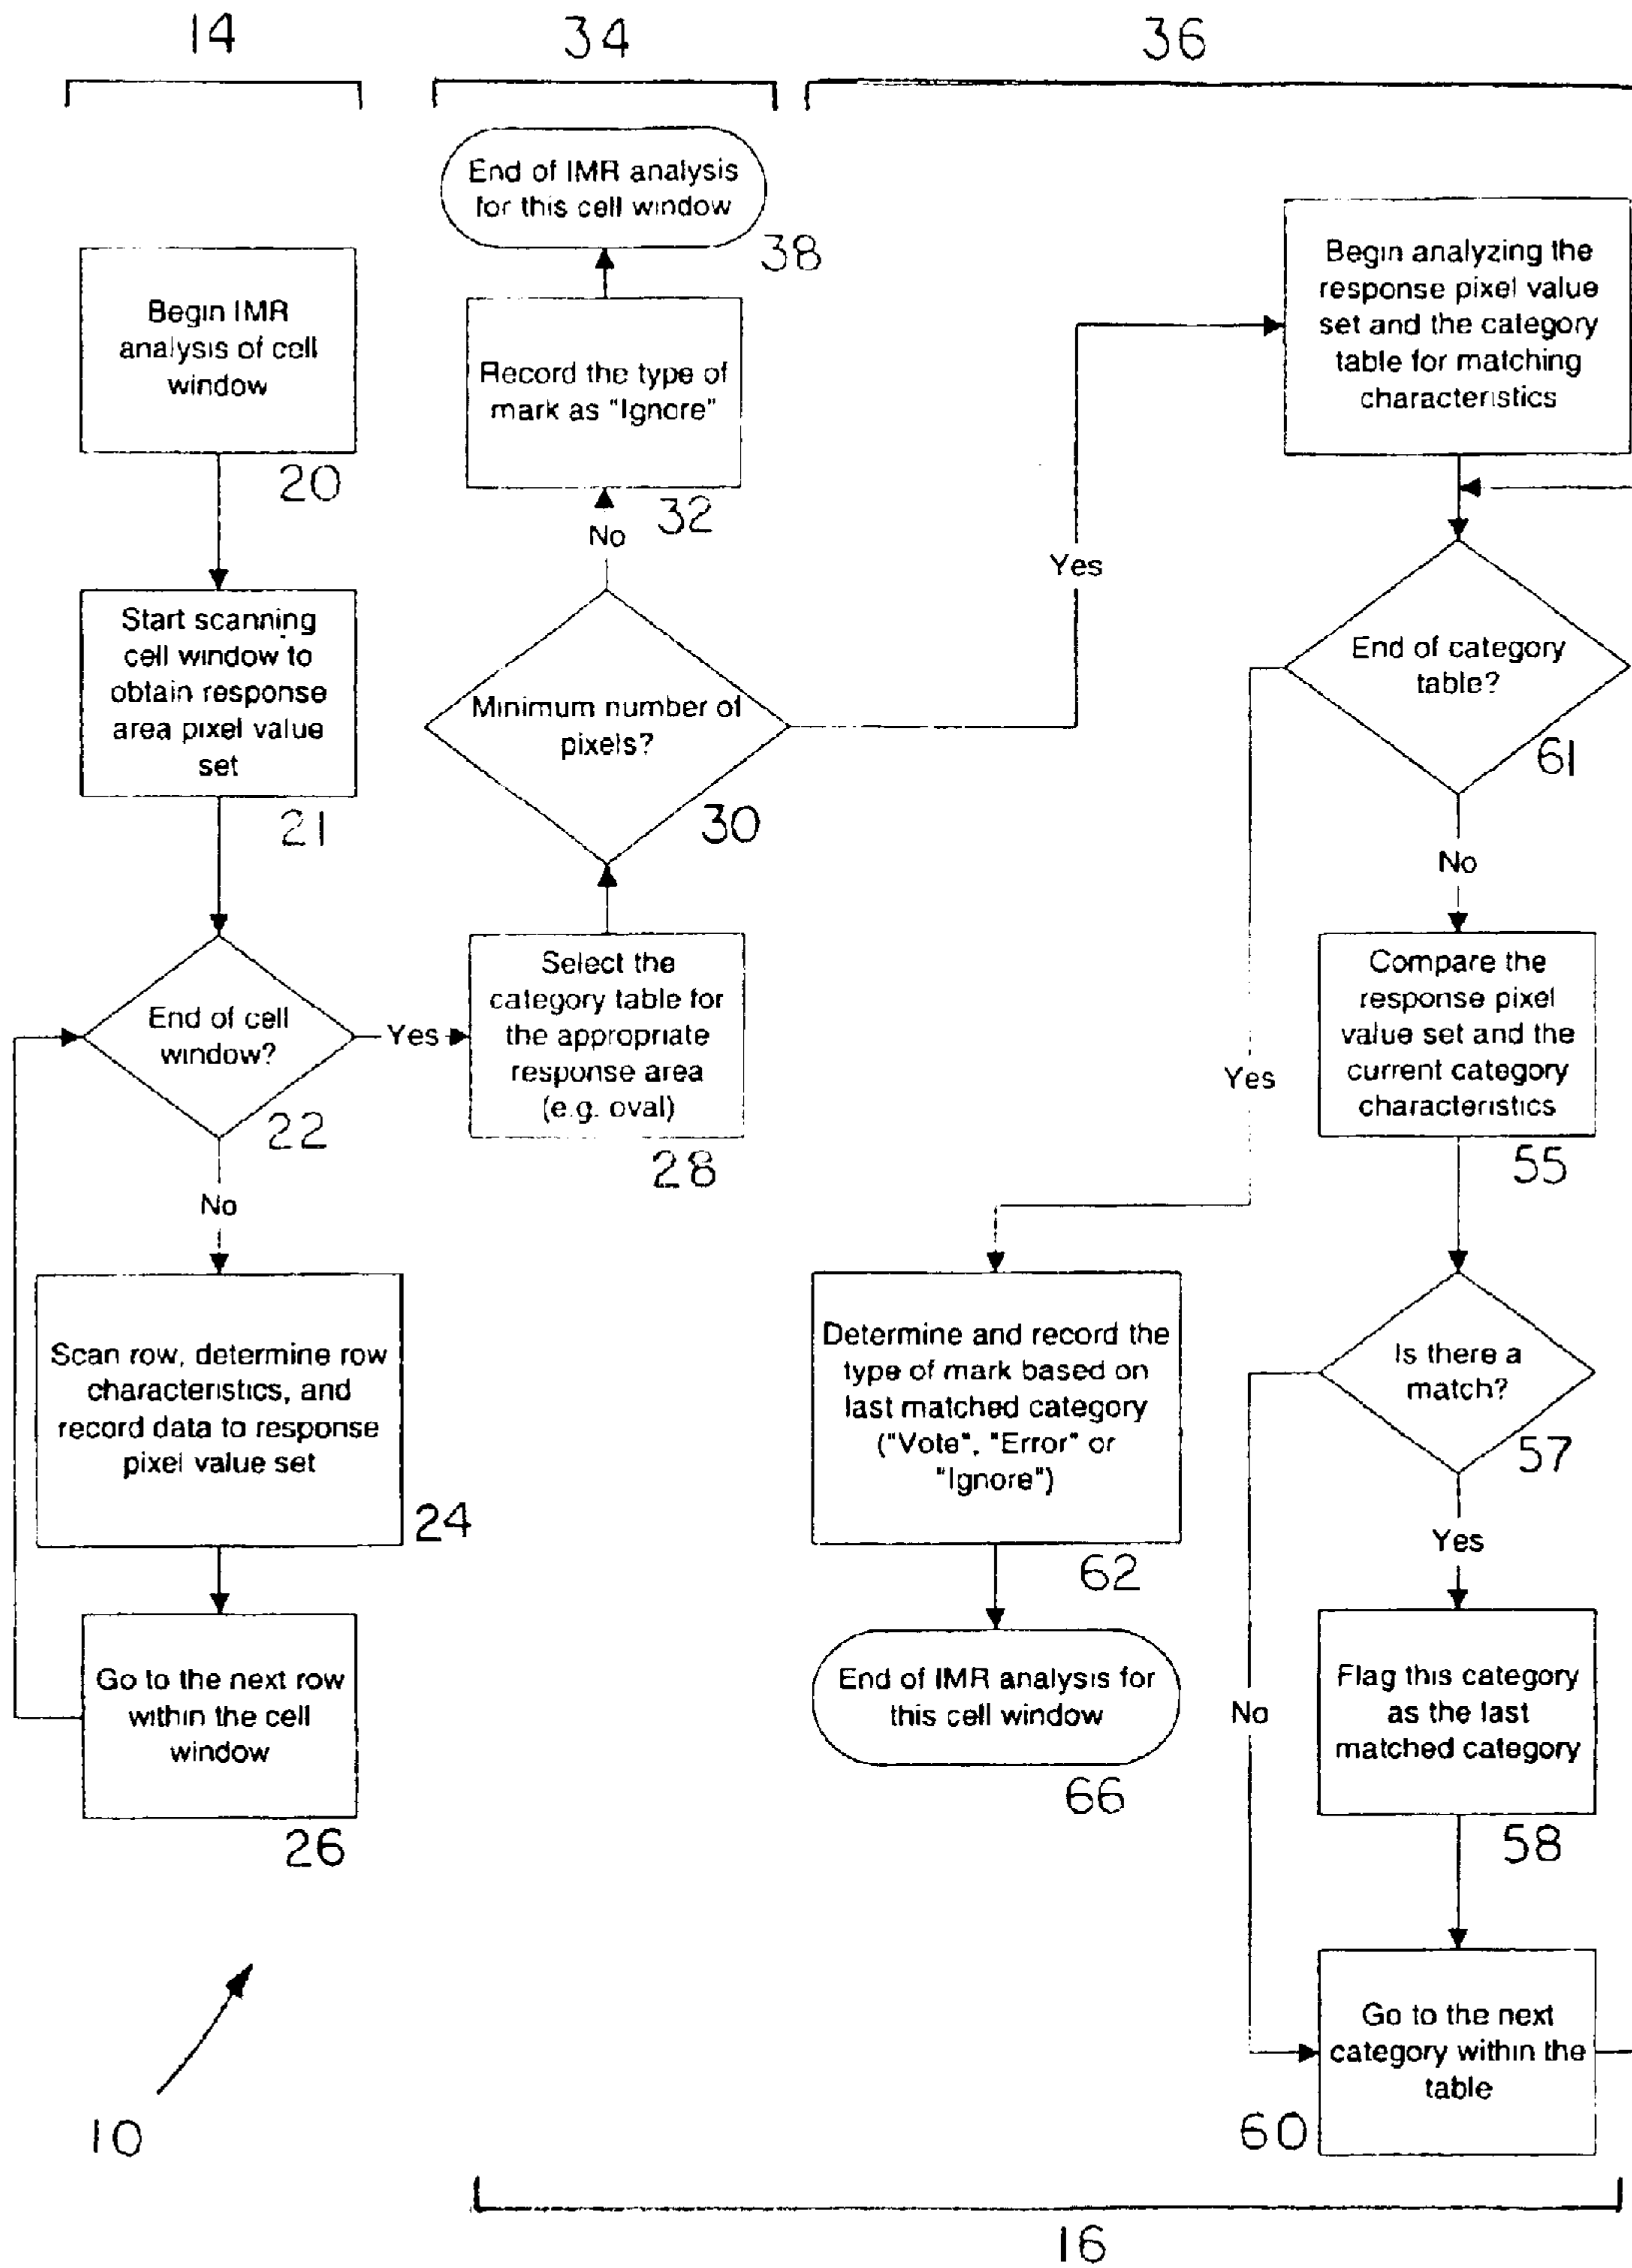 14
34
36
End of IMR analysis
for this cell window
38
Begin IMR
analysis of cell
window
20
Record the type of
mark as "Ignore"
32
No
Begin analyzing the
response pixel value
set and the category
table for matching
characteristics
Yes
Start scanning
cell window to
obtain response
area pixel value
set
21
Minimum number of
pixels?
30
End of category
table?
61
No
Yes
End of cell
window?
22
Yes
No
Select the
category table for
the appropriate
response area
(e.g. oval)
28
Compare the
response pixel
value set and the
current category
characteristics
55
Scan row, determine row
characteristics, and
record data to response
pixel value set
24
Determine and record the
type of mark based on
last matched category
("Vote", "Error" or
"Ignore")
62
Is there a
match?
57
Yes
No
Go to the next row
within the cell
window
26
End of IMR analysis for
this cell window
66
Flag this category
as the last
matched category
58
Go to the next
category within the
table
60
10
16